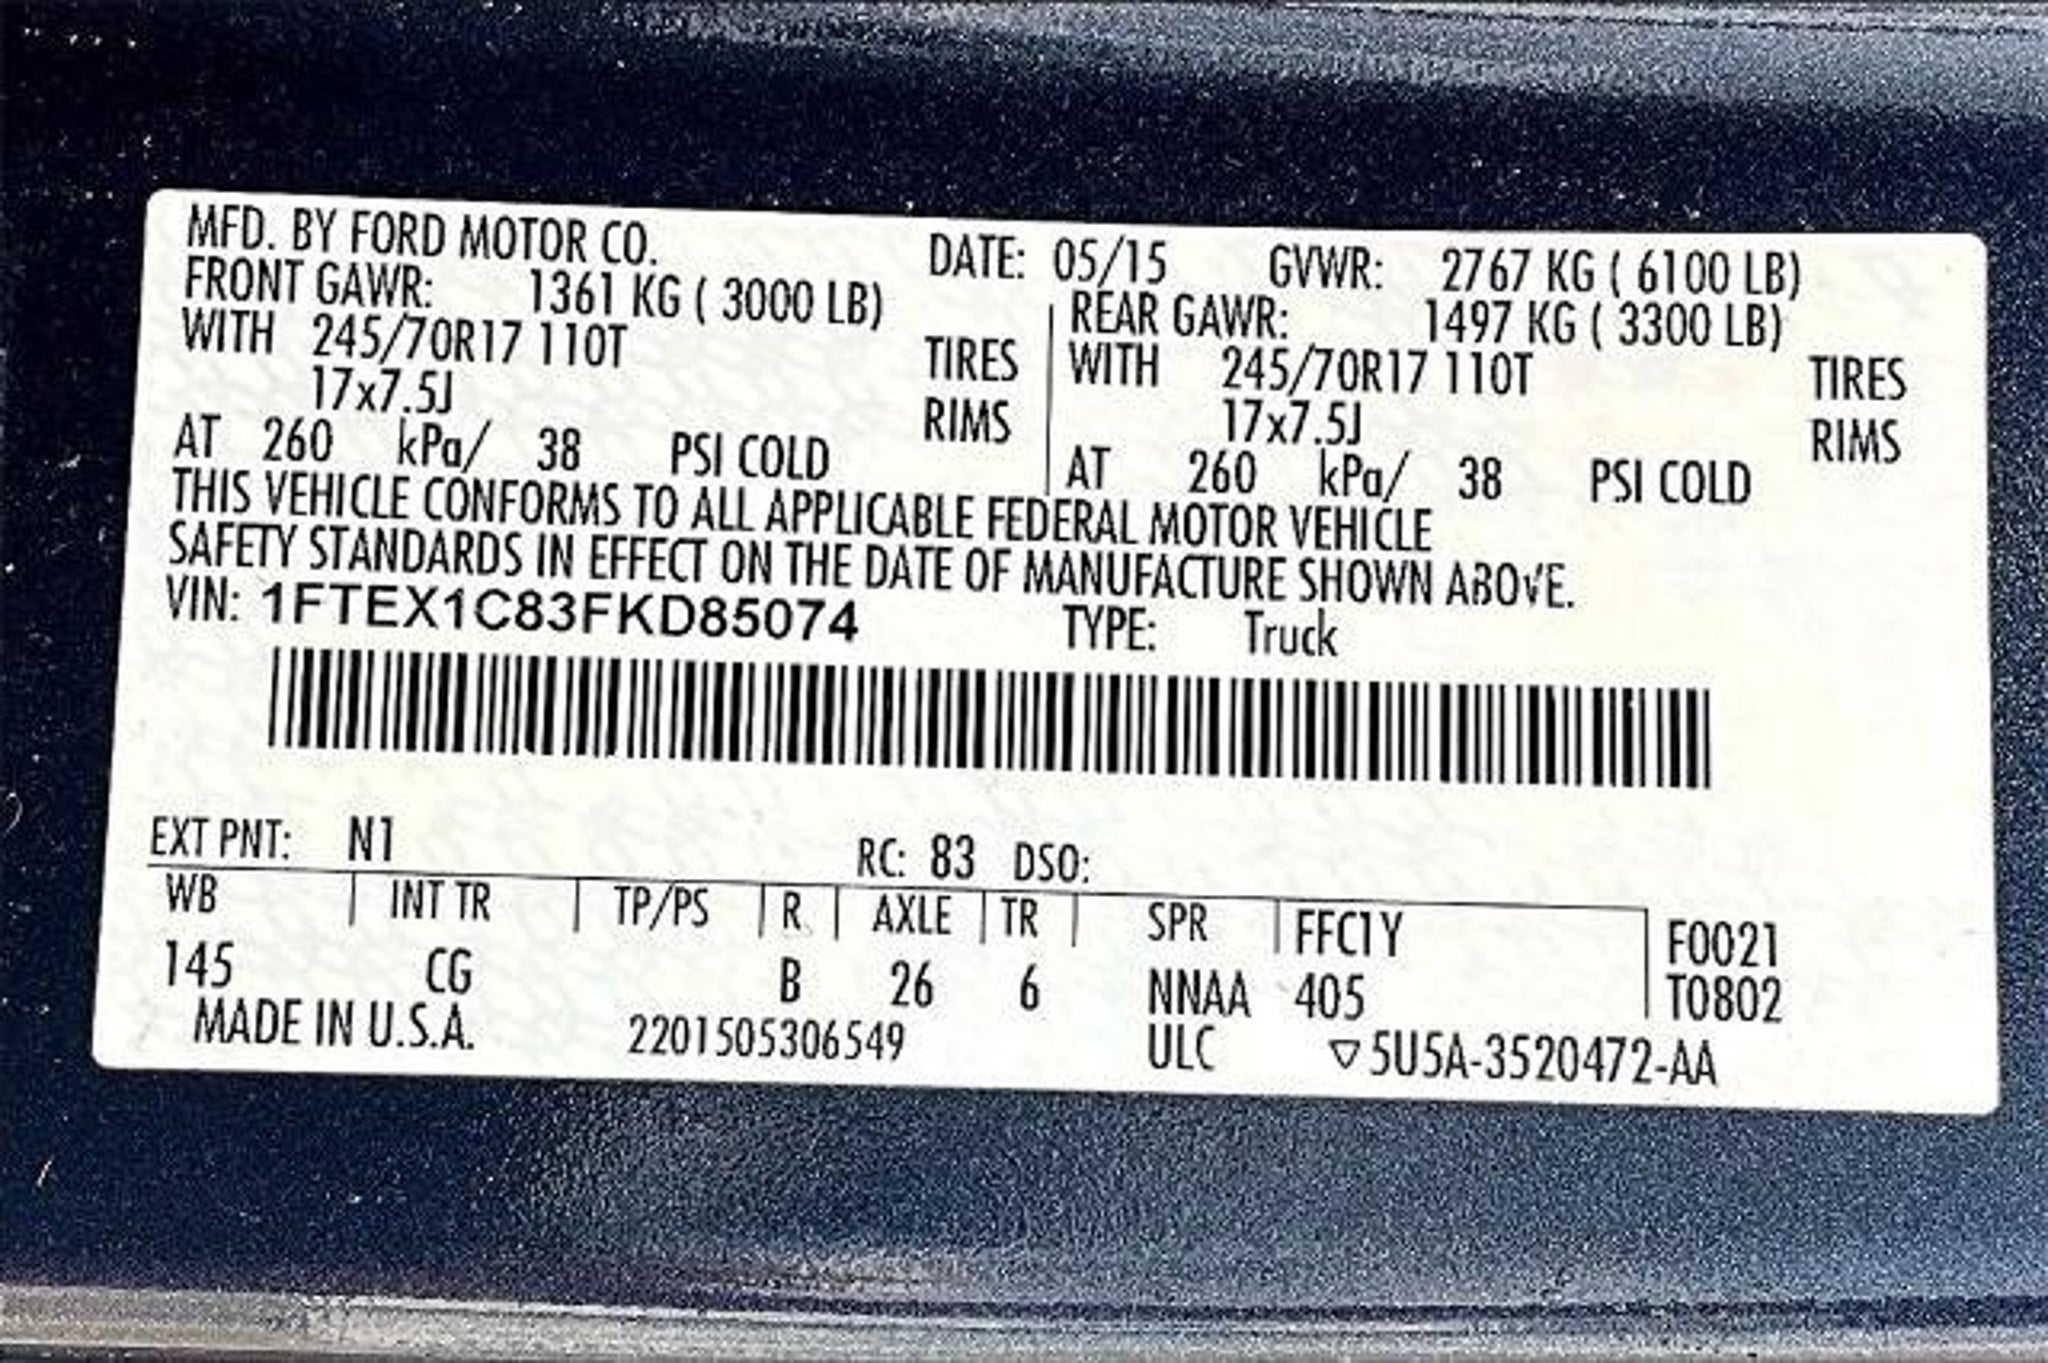 MFD. BY FORD MOTOR CO. DATE: 05/15 GVWR: 2767 KG ( 6100 LB)
FRONT GAWR: 1361 KG ( 3000 LB) REAR GAWR: 1497 KG ( 3300 LB)
WITH 245/70R17 110T TIRES WITH 245/70R17 110T TIRES
17x7.5J RIMS 17x7.5J RIMS
AT 260 kPa/ 38 PSI COLD AT 260 kPa/ 38 PSI COLD
THIS VEHICLE CONFORMS TO ALL APPLICABLE FEDERAL MOTOR VEHICLE
SAFETY STANDARDS IN EFFECT ON THE DATE OF MANUFACTURE SHOWN ABOVE.
VIN: 1FTEX1C83FKD85074 TYPE: Truck
EXT PNT: N1 RC: 83 DSO:
WB INT TR TP/PS R AXLE TR SPR FFC1Y F0021
145 CG B 26 6 NNAA 405 T0802
MADE IN U.S.A. 2201505306549 ULC ▽5U5A-3520472-AA